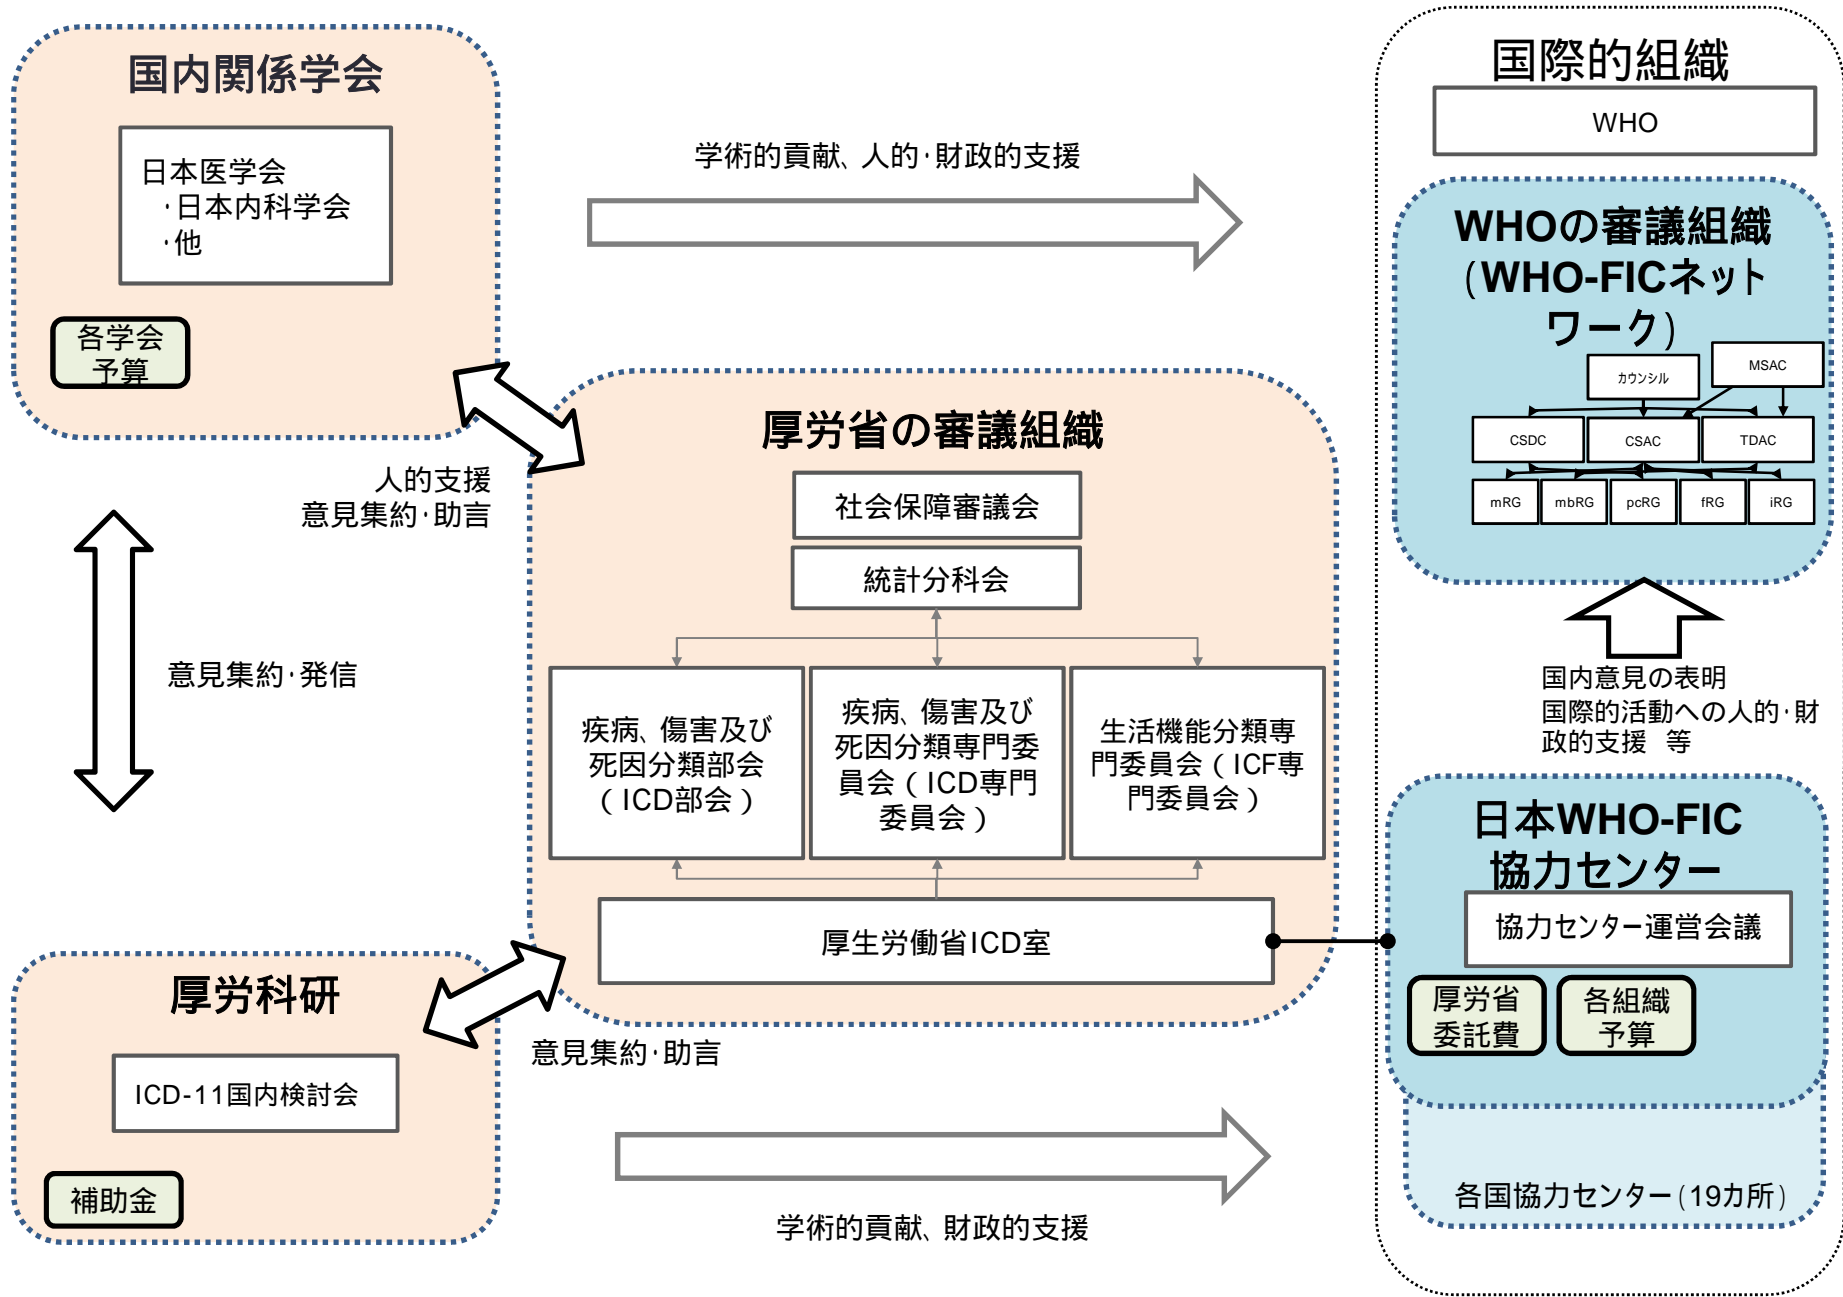 国内関係学会
日本医学会
・日本内科学会
・他
各学会
予算
学術的貢献、人的・財政的支援
人的支援
意見集約・助言
意見集約・発信
厚労省の審議組織
社会保障審議会
統計分科会
疾病、傷害及び
死因分類部会
（ICD部会）
疾病、傷害及び
死因分類専門委
員会（ICD専門
委員会）
生活機能分類専
門委員会（ICF専
門委員会）
厚生労働省ICD室
厚労科研
ICD-11国内検討会
補助金
意見集約・助言
学術的貢献、財政的支援
国際的組織
WHO
WHOの審議組織
(WHO-FICネット
ワーク)
カウンシル
MSAC
CSDC
CSAC
TDAC
mRG
mbRG
pcRG
fRG
iRG
国内意見の表明
国際的活動への人的・財
政的支援　等
日本WHO-FIC
協力センター
協力センター運営会議
厚労省
委託費
各組織
予算
各国協力センター(19カ所)